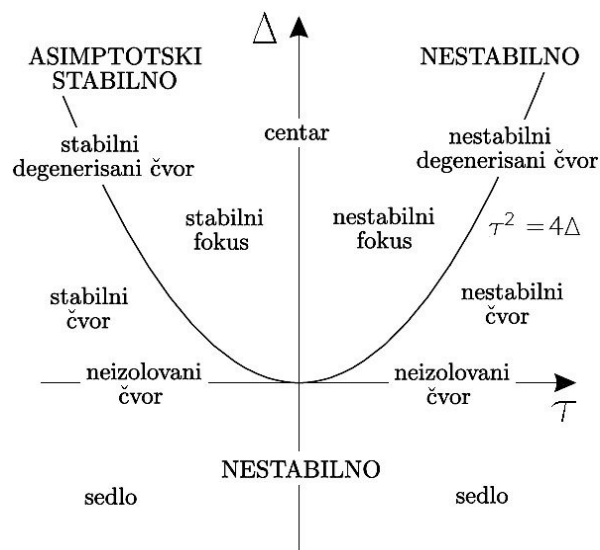 Δ
ASIMPTOTSKI
STABILNO
NESTABILNO
centar
stabilni
degenerisani čvor
nestabilni
degenerisani čvor
stabilni
fokus
nestabilni
fokus
τ² = 4Δ
stabilni
čvor
nestabilni
čvor
neizolovani
čvor
neizolovani
čvor
τ
NESTABILNO
sedlo
sedlo